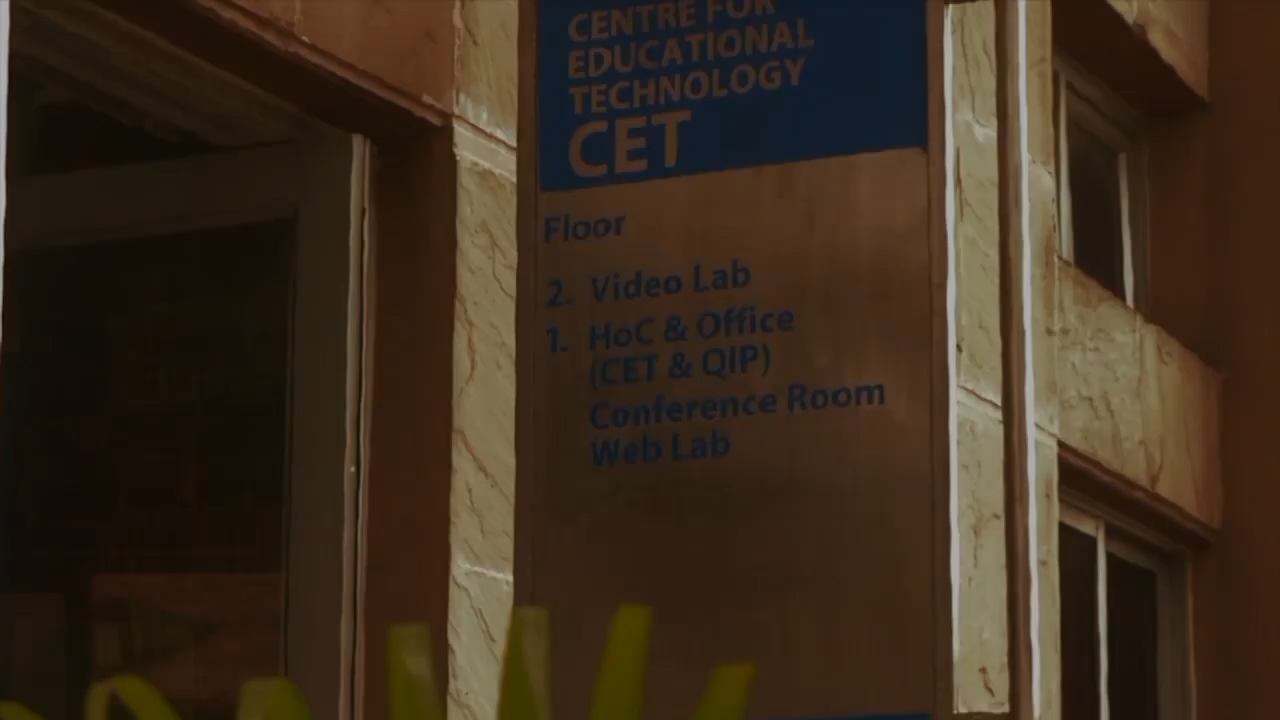 CENTRE FOR
EDUCATIONAL
TECHNOLOGY
CET
Floor
2. Video Lab
1. HoC & Office
(CET & QIP)
Conference Room
Web Lab